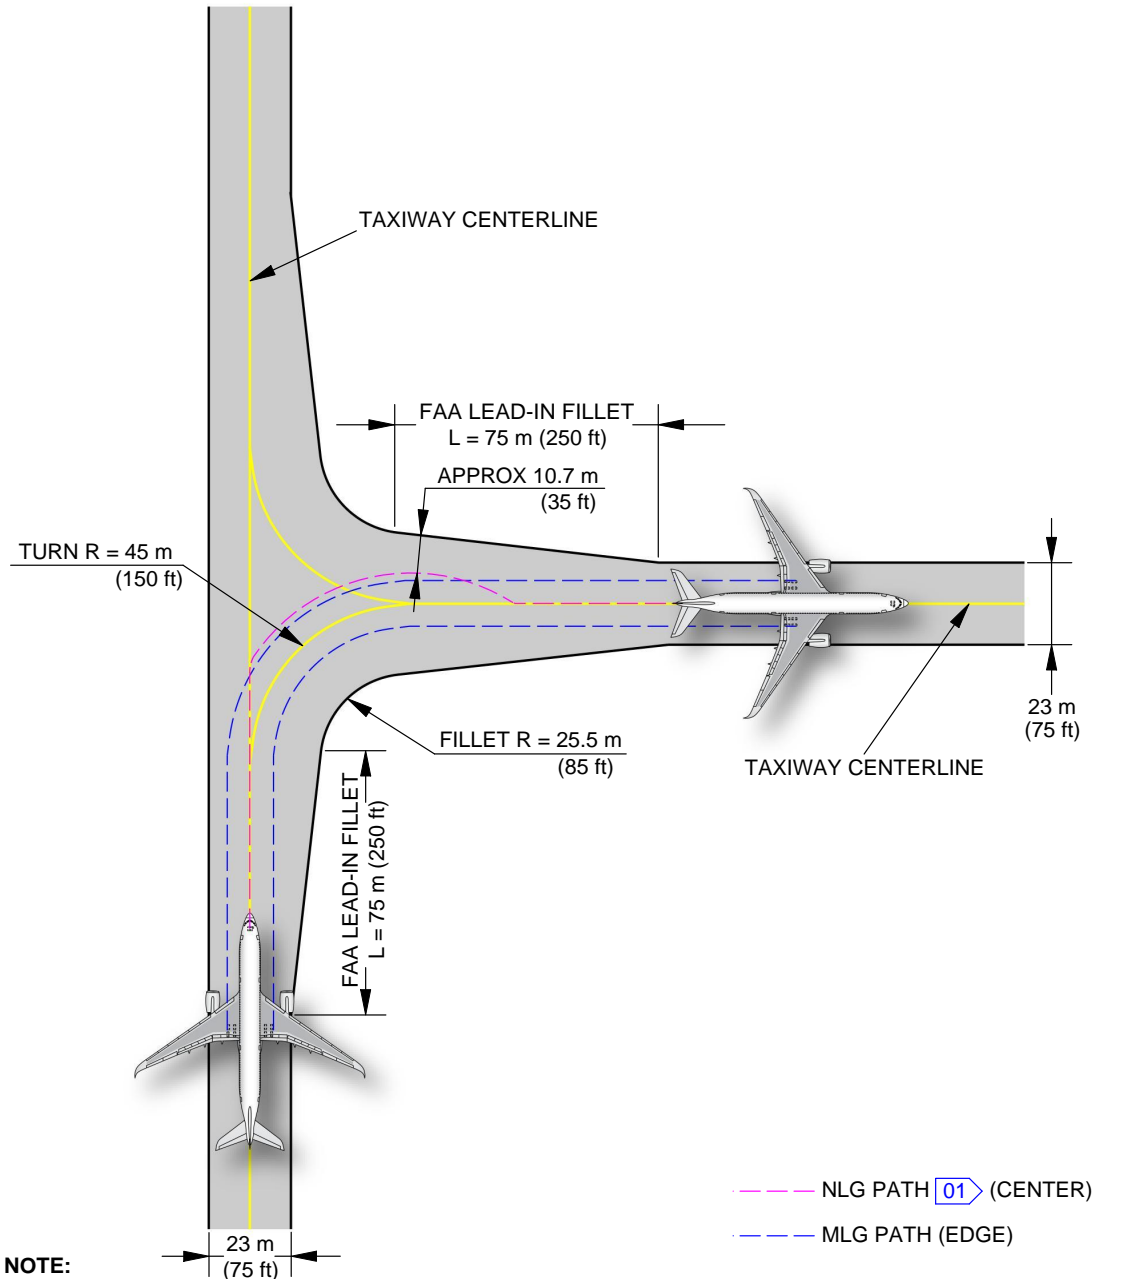 TAXIWAY CENTERLINE
FAA LEAD-IN FILLET
L = 75 m (250 ft)
APPROX 10.7 m
(35 ft)
TURN R = 45 m
(150 ft)
23 m
(75 ft)
FILLET R = 25.5 m
(85 ft)
TAXIWAY CENTERLINE
FAA LEAD-IN FILLET
L = 75 m (250 ft)
NLG PATH 01 (CENTER)
MLG PATH (EDGE)
23 m
(75 ft)
NOTE: